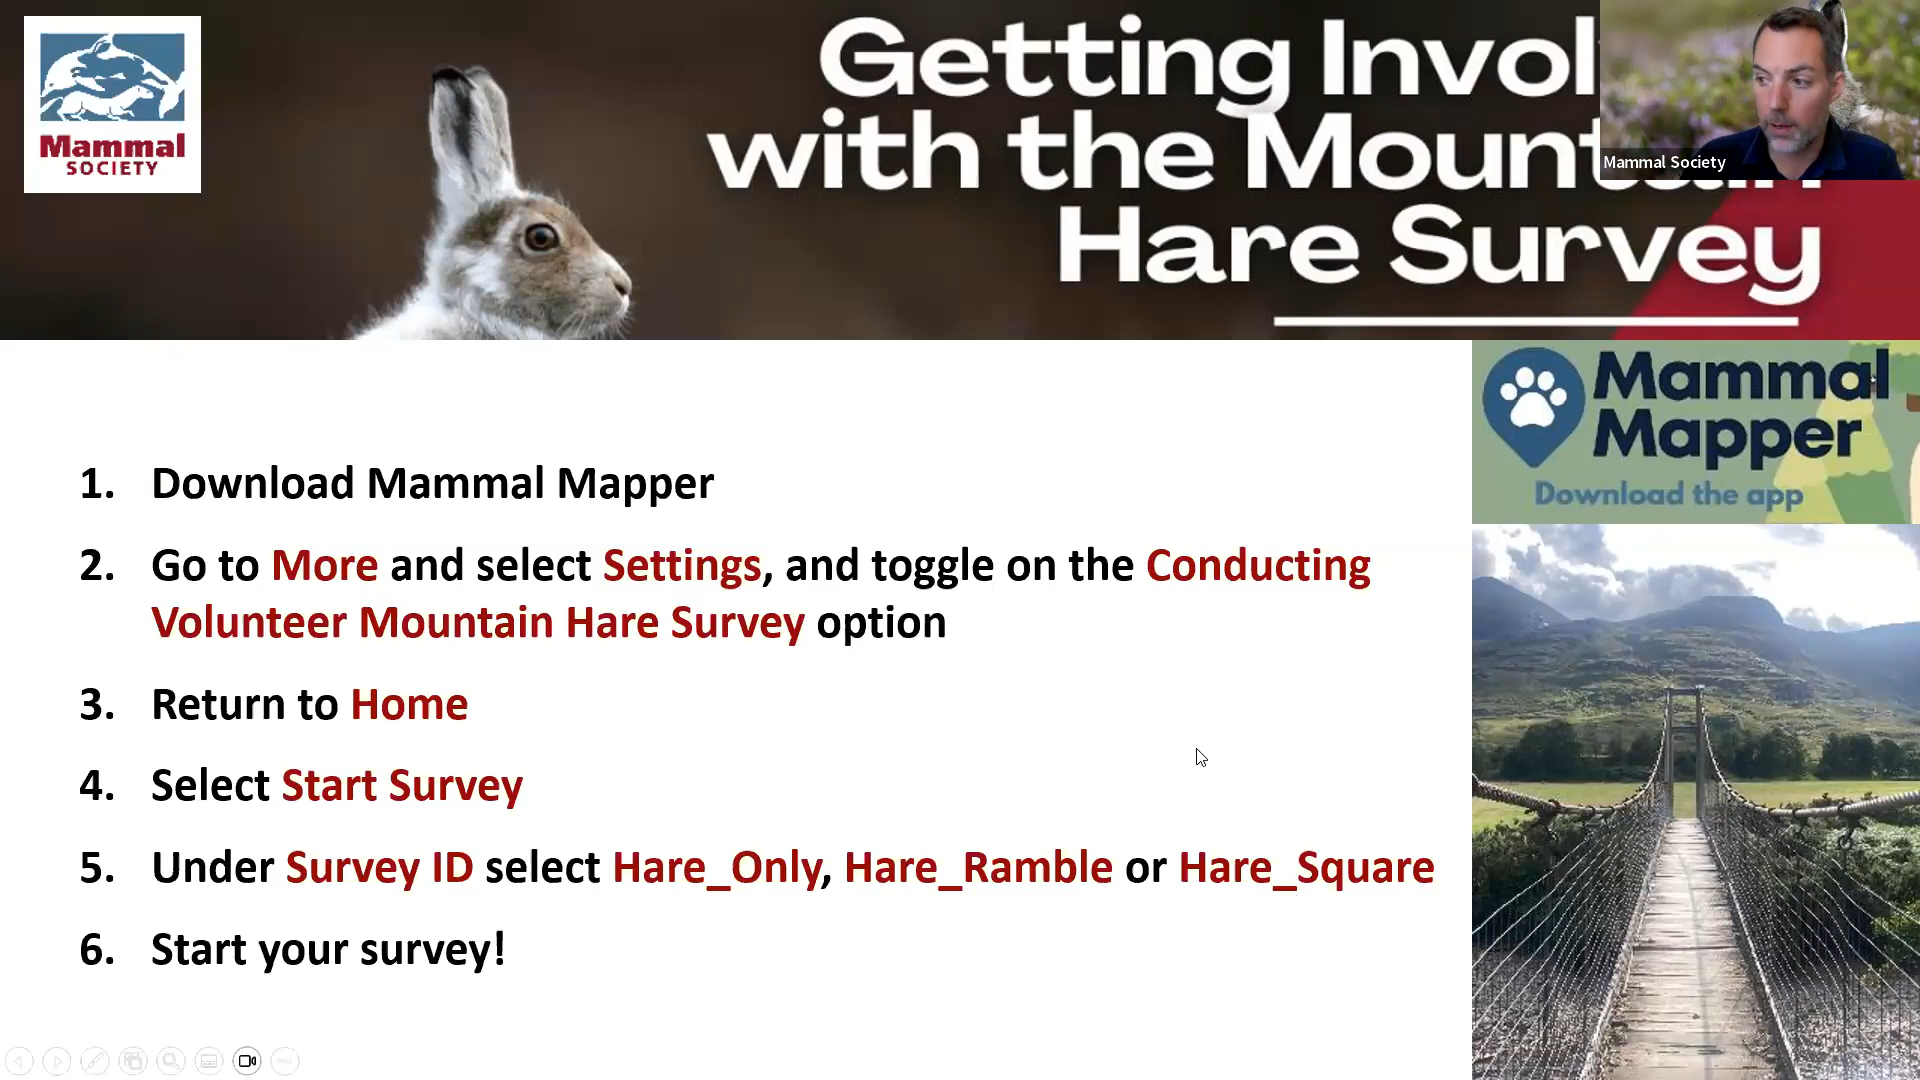 Mammal
SOCIETY
Getting Invol
with the Mountain
Hare Survey
Mammal Society
Mammal
Mapper
Download the app
1. Download Mammal Mapper
2. Go to More and select Settings, and toggle on the Conducting
Volunteer Mountain Hare Survey option
3. Return to Home
4. Select Start Survey
5. Under Survey ID select Hare_Only, Hare_Ramble or Hare_Square
6. Start your survey!